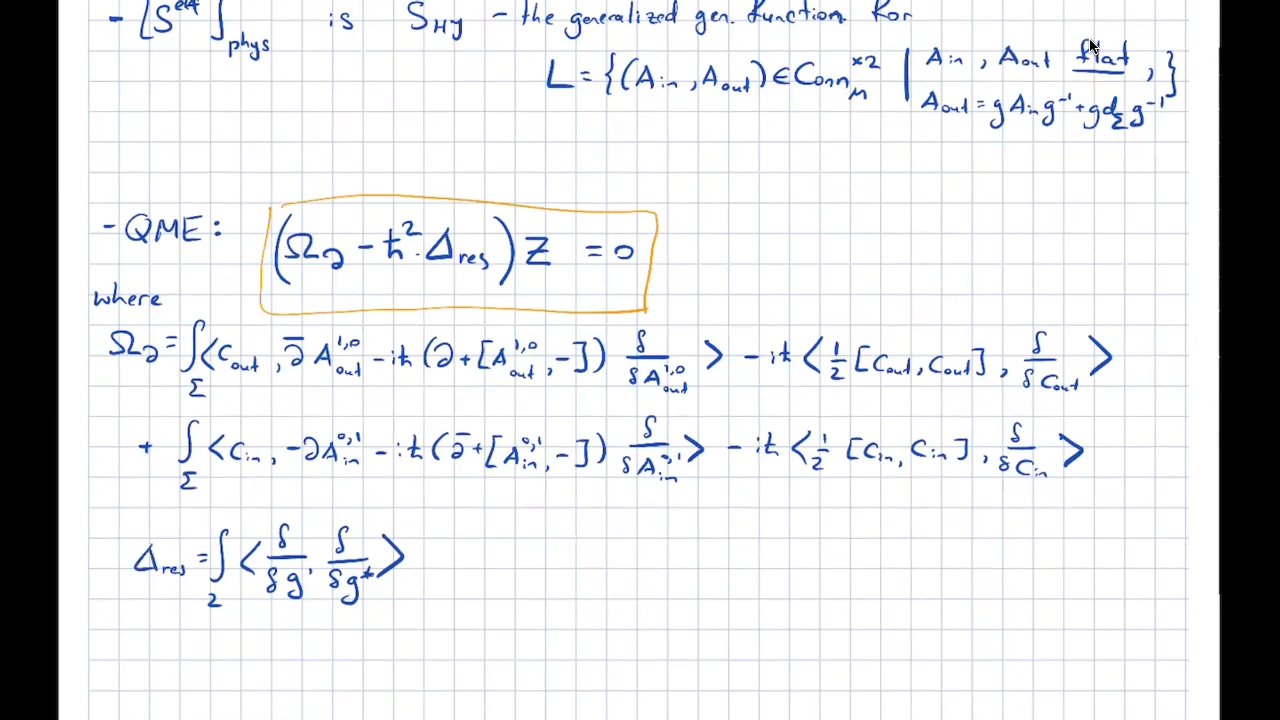 - [S^eff]_phys is S_HJ - the generalized gen. function for
L = {(A_in, A_out) ∈ Conn_M^×2 | A_in, A_out flat, A_out = g A_in g^-1 + g d_Σ g^-1}
- QME: (Ω_∂ - ħ^2·Δ_res) Z = 0
where
Ω_∂ = ∫_Σ <C_out, ∂̄ A_out^1,0 - iħ (∂ + [A_out^1,0, -]) δ/δA_out^1,0> - iħ <1/2 [C_out, C_out], δ/δC_out>
+ ∫_Σ <C_in, -∂A_in^0,1 - iħ (∂̄ + [A_in^0,1, -]) δ/δA_in^0,1> - iħ <1/2 [C_in, C_in], δ/δC_in>
Δ_res = ∫_Σ <δ/δg, δ/δg*>